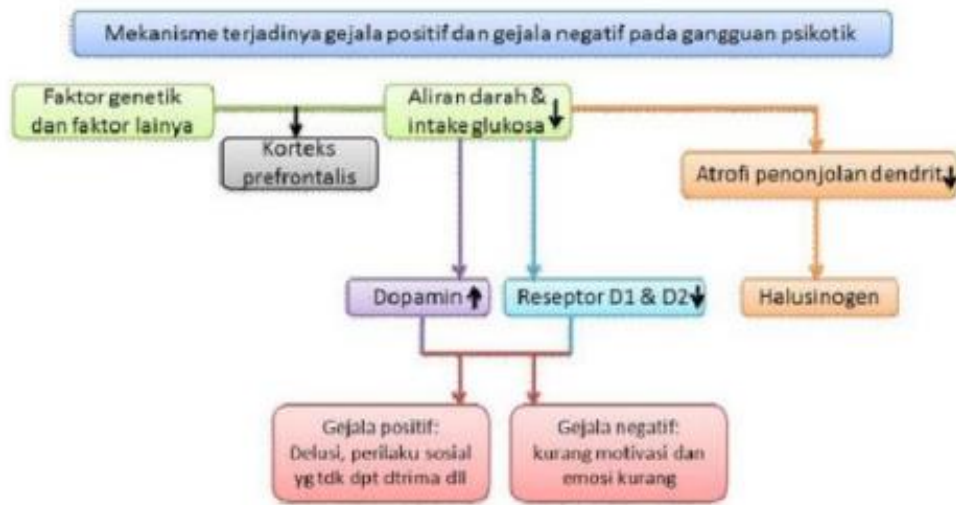 Mekanisme terjadinya gejala positif dan gejala negatif pada gangguan psikotik
Faktor genetik
dan faktor lainya
Aliran darah &
intake glukosa
Korteks
prefrontalis
Atrofi penonjolan dendrit
Dopamin
Reseptor D1 & D2
Halusinogen
Gejala positif:
Delusi, perilaku sosial
yg tdk dpt dtrima dll
Gejala negatif:
kurang motivasi dan
emosi kurang